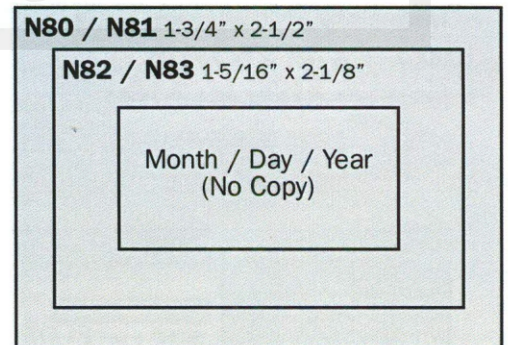 N80 / N81 1-3/4” x 2-1/2”
N82 / N83 1-5/16” x 2-1/8”
Month / Day / Year
(No Copy)